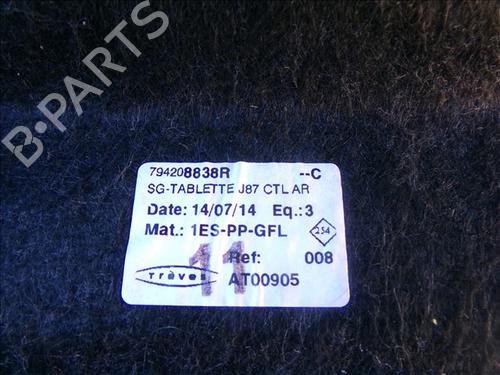 B-PARTS
794208838R --C
SG-TABLETTE J87 CTL AR
Date: 14/07/14 Eq.:3
Mat.: 1ES-PP-GFL 254
11 Ref: 008
Treves AT00905